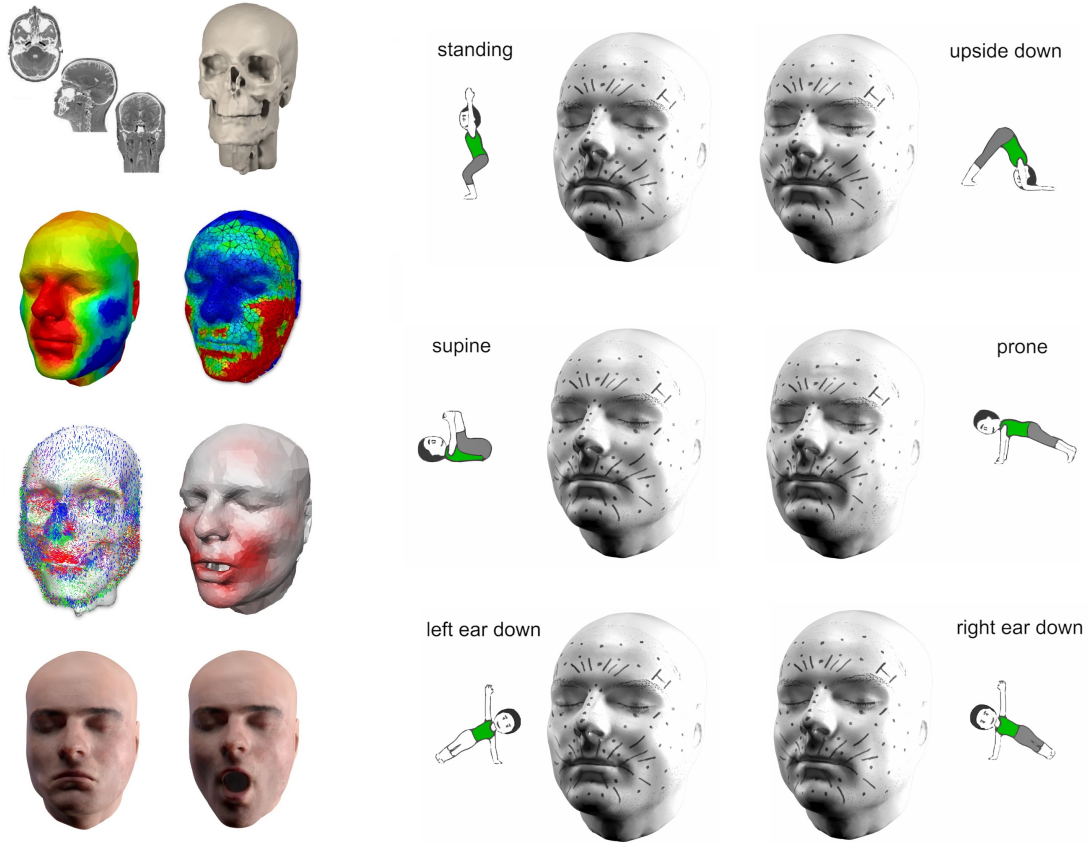 standing
upside down
supine
prone
left ear down
right ear down